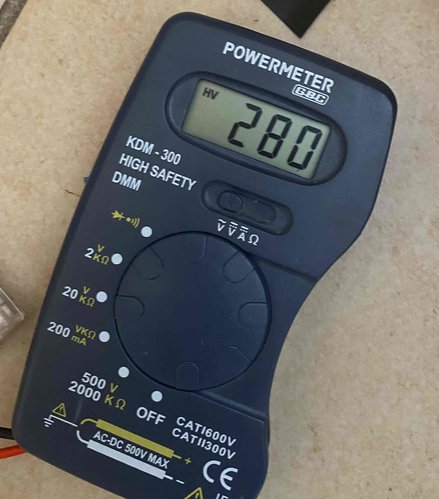 POWERMETER
GBC
HV
280
KDM - 300
HIGH SAFETY
DMM
V V A Ω
2 V KΩ
20 V KΩ
200 VKΩ mA
500 V
2000 KΩ
OFF
CATI600V
CATII300V
AC-DC 500V MAX
+
-
CE